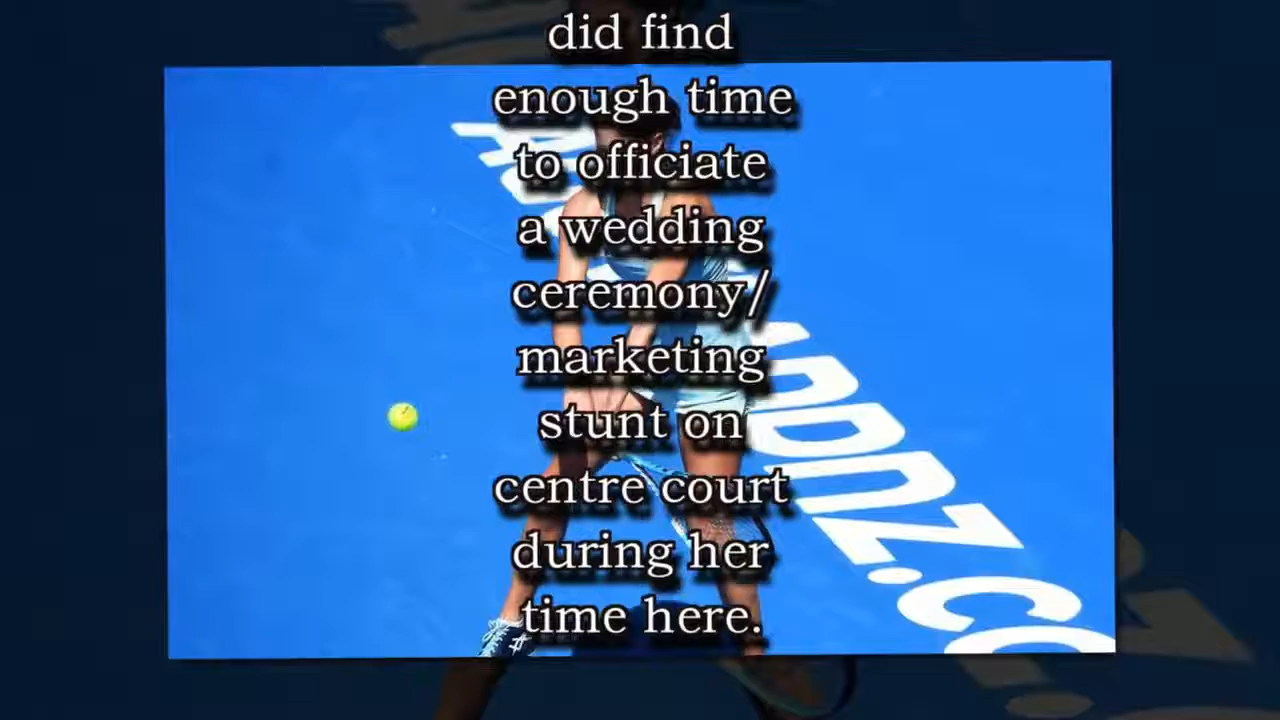 did find
enough time
to officiate
a wedding
ceremony/
marketing
stunt on
centre court
during her
time here.